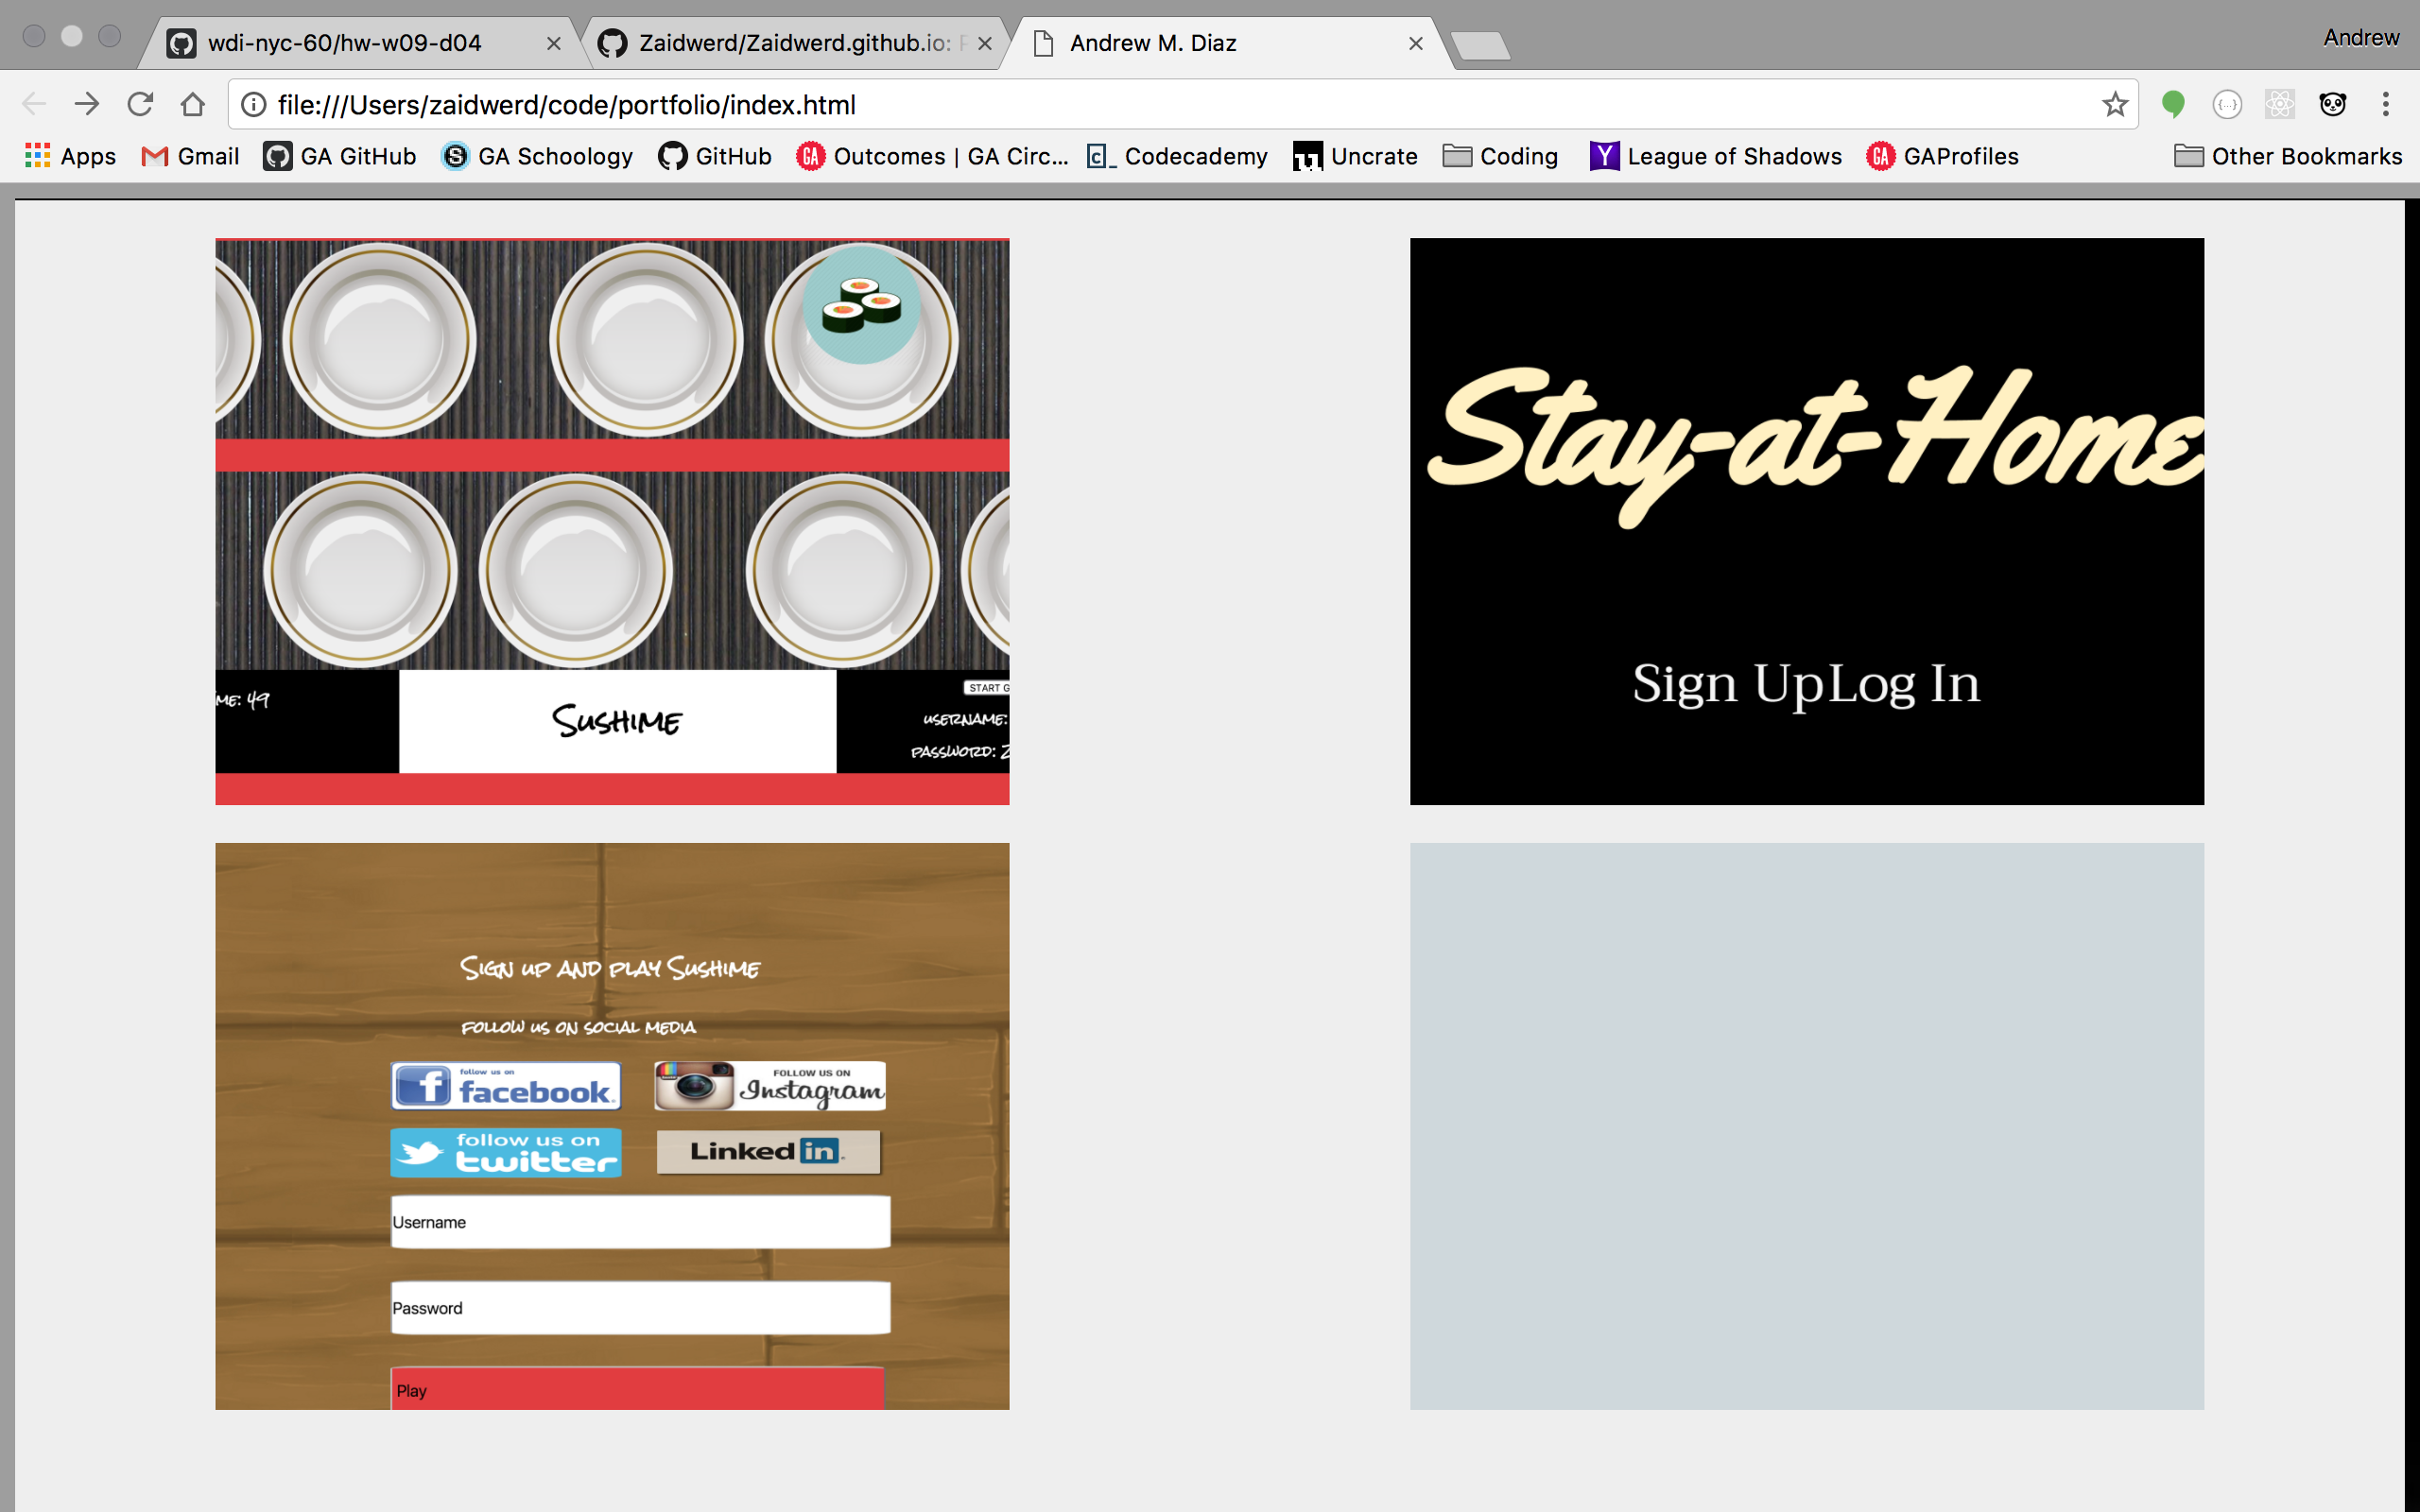 wdi-nyc-60/hw-w09-d04
Zaidwerd/Zaidwerd.github.io:
Andrew M. Diaz
Andrew
file:///Users/zaidwerd/code/portfolio/index.html
Apps Gmail GA GitHub GA Schoology GitHub Outcomes | GA Circ... Codecademy Uncrate Coding League of Shadows GAProfiles Other Bookmarks
Stay-at-Home
Sign Up Log In
ME: 49
SUSHIME
START G
USERNAME:
PASSWORD: Z
SIGN UP AND PLAY SUSHIME
FOLLOW US ON SOCIAL MEDIA
follow us on
facebook
FOLLOW US ON
Instagram
follow us on
twitter
Linked in
Username
Password
Play